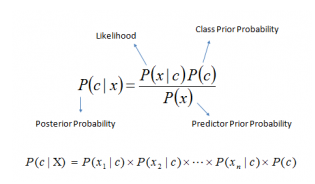 Likelihood
Class Prior Probability
P(c | x) = P(x | c)P(c) / P(x)
Posterior Probability
Predictor Prior Probability
P(c | X) = P(x₁ | c) × P(x₂ | c) × ⋯ × P(xₙ | c) × P(c)